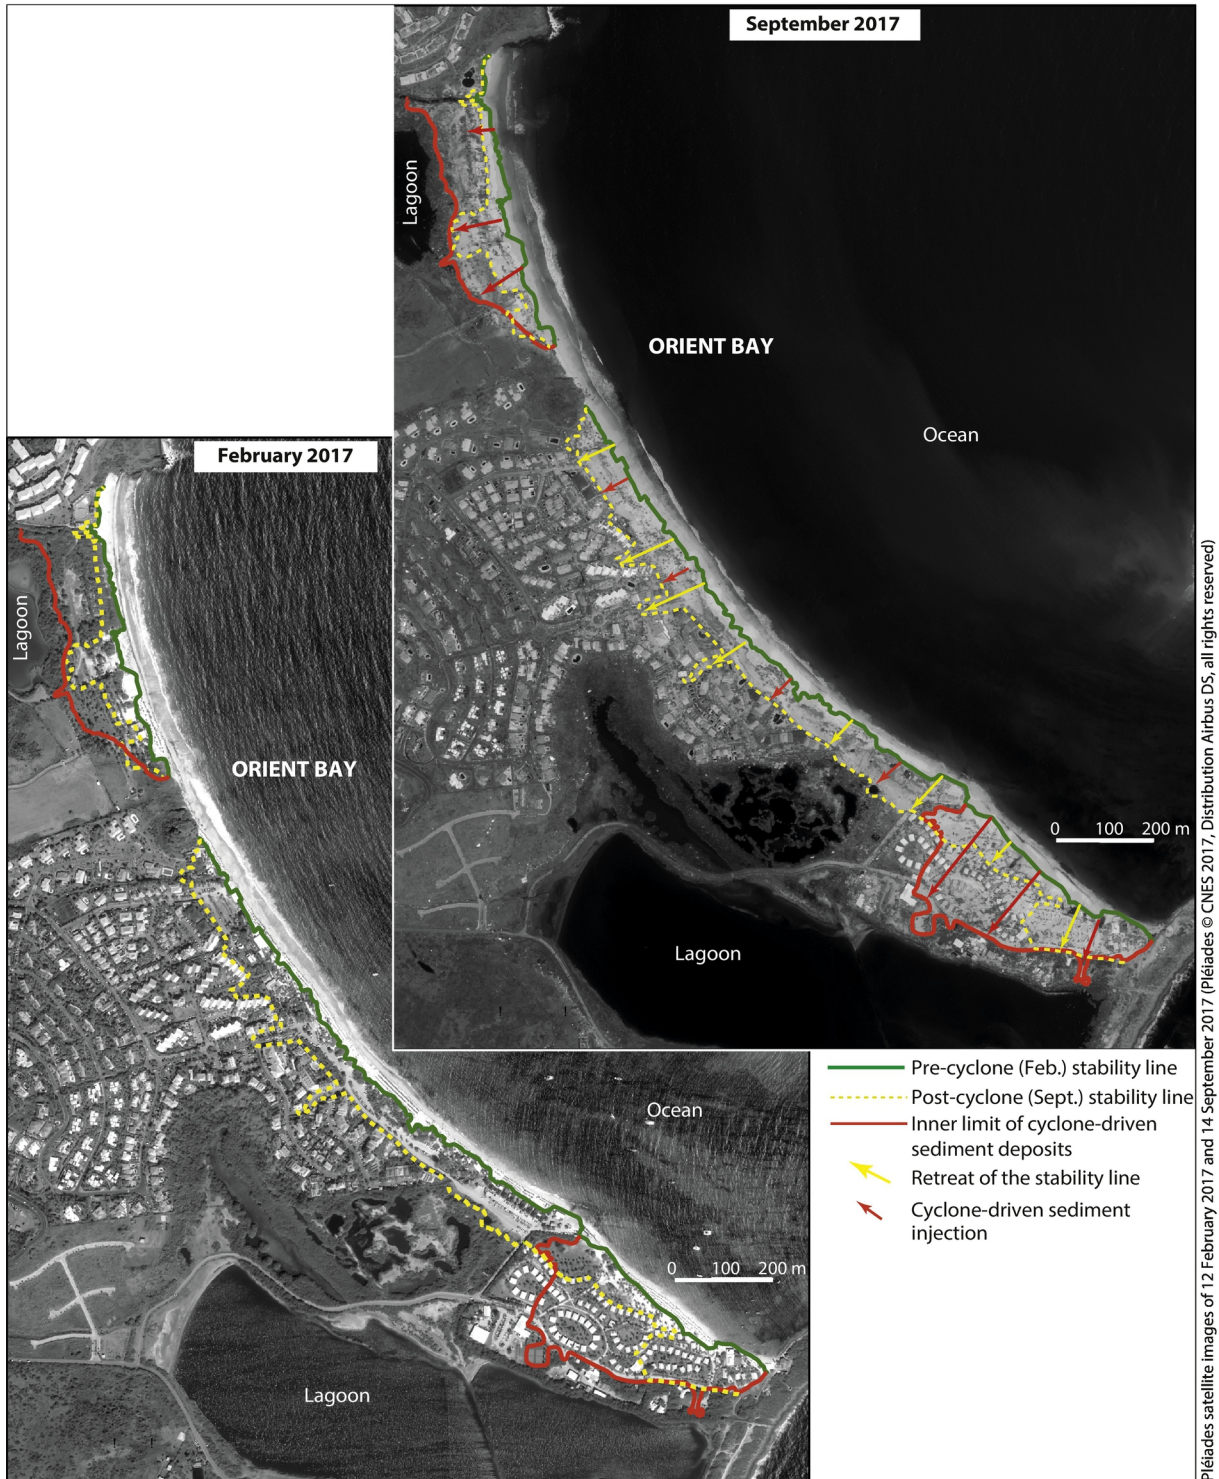 September 2017
Lagoon
ORIENT BAY
Ocean
0 100 200 m
Lagoon
February 2017
Lagoon
ORIENT BAY
Ocean
0 100 200 m
Lagoon
Pre-cyclone (Feb.) stability line
Post-cyclone (Sept.) stability line
Inner limit of cyclone-driven
sediment deposits
Retreat of the stability line
Cyclone-driven sediment
injection
Pléiades satellite images of 12 February 2017 and 14 September 2017 (Pléiades © CNES 2017, Distribution Airbus DS, all rights reserved)